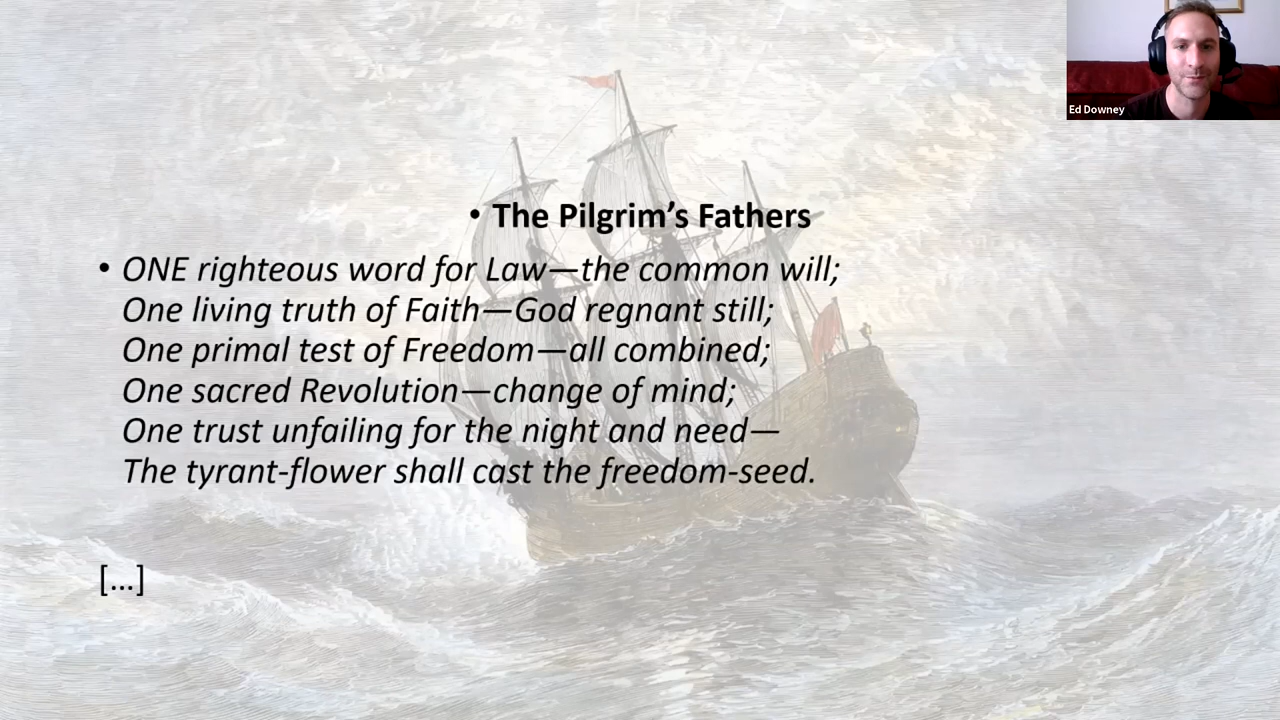 Ed Downey
• The Pilgrim’s Fathers
• ONE righteous word for Law—the common will;
One living truth of Faith—God regnant still;
One primal test of Freedom—all combined;
One sacred Revolution—change of mind;
One trust unfailing for the night and need—
The tyrant-flower shall cast the freedom-seed.
[…]